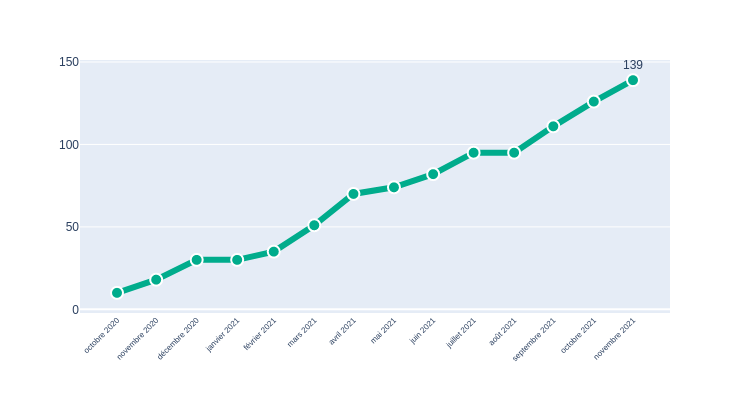 150
139
100
50
0
octobre 2020
novembre 2020
décembre 2020
janvier 2021
février 2021
mars 2021
avril 2021
mai 2021
juin 2021
juillet 2021
août 2021
septembre 2021
octobre 2021
novembre 2021